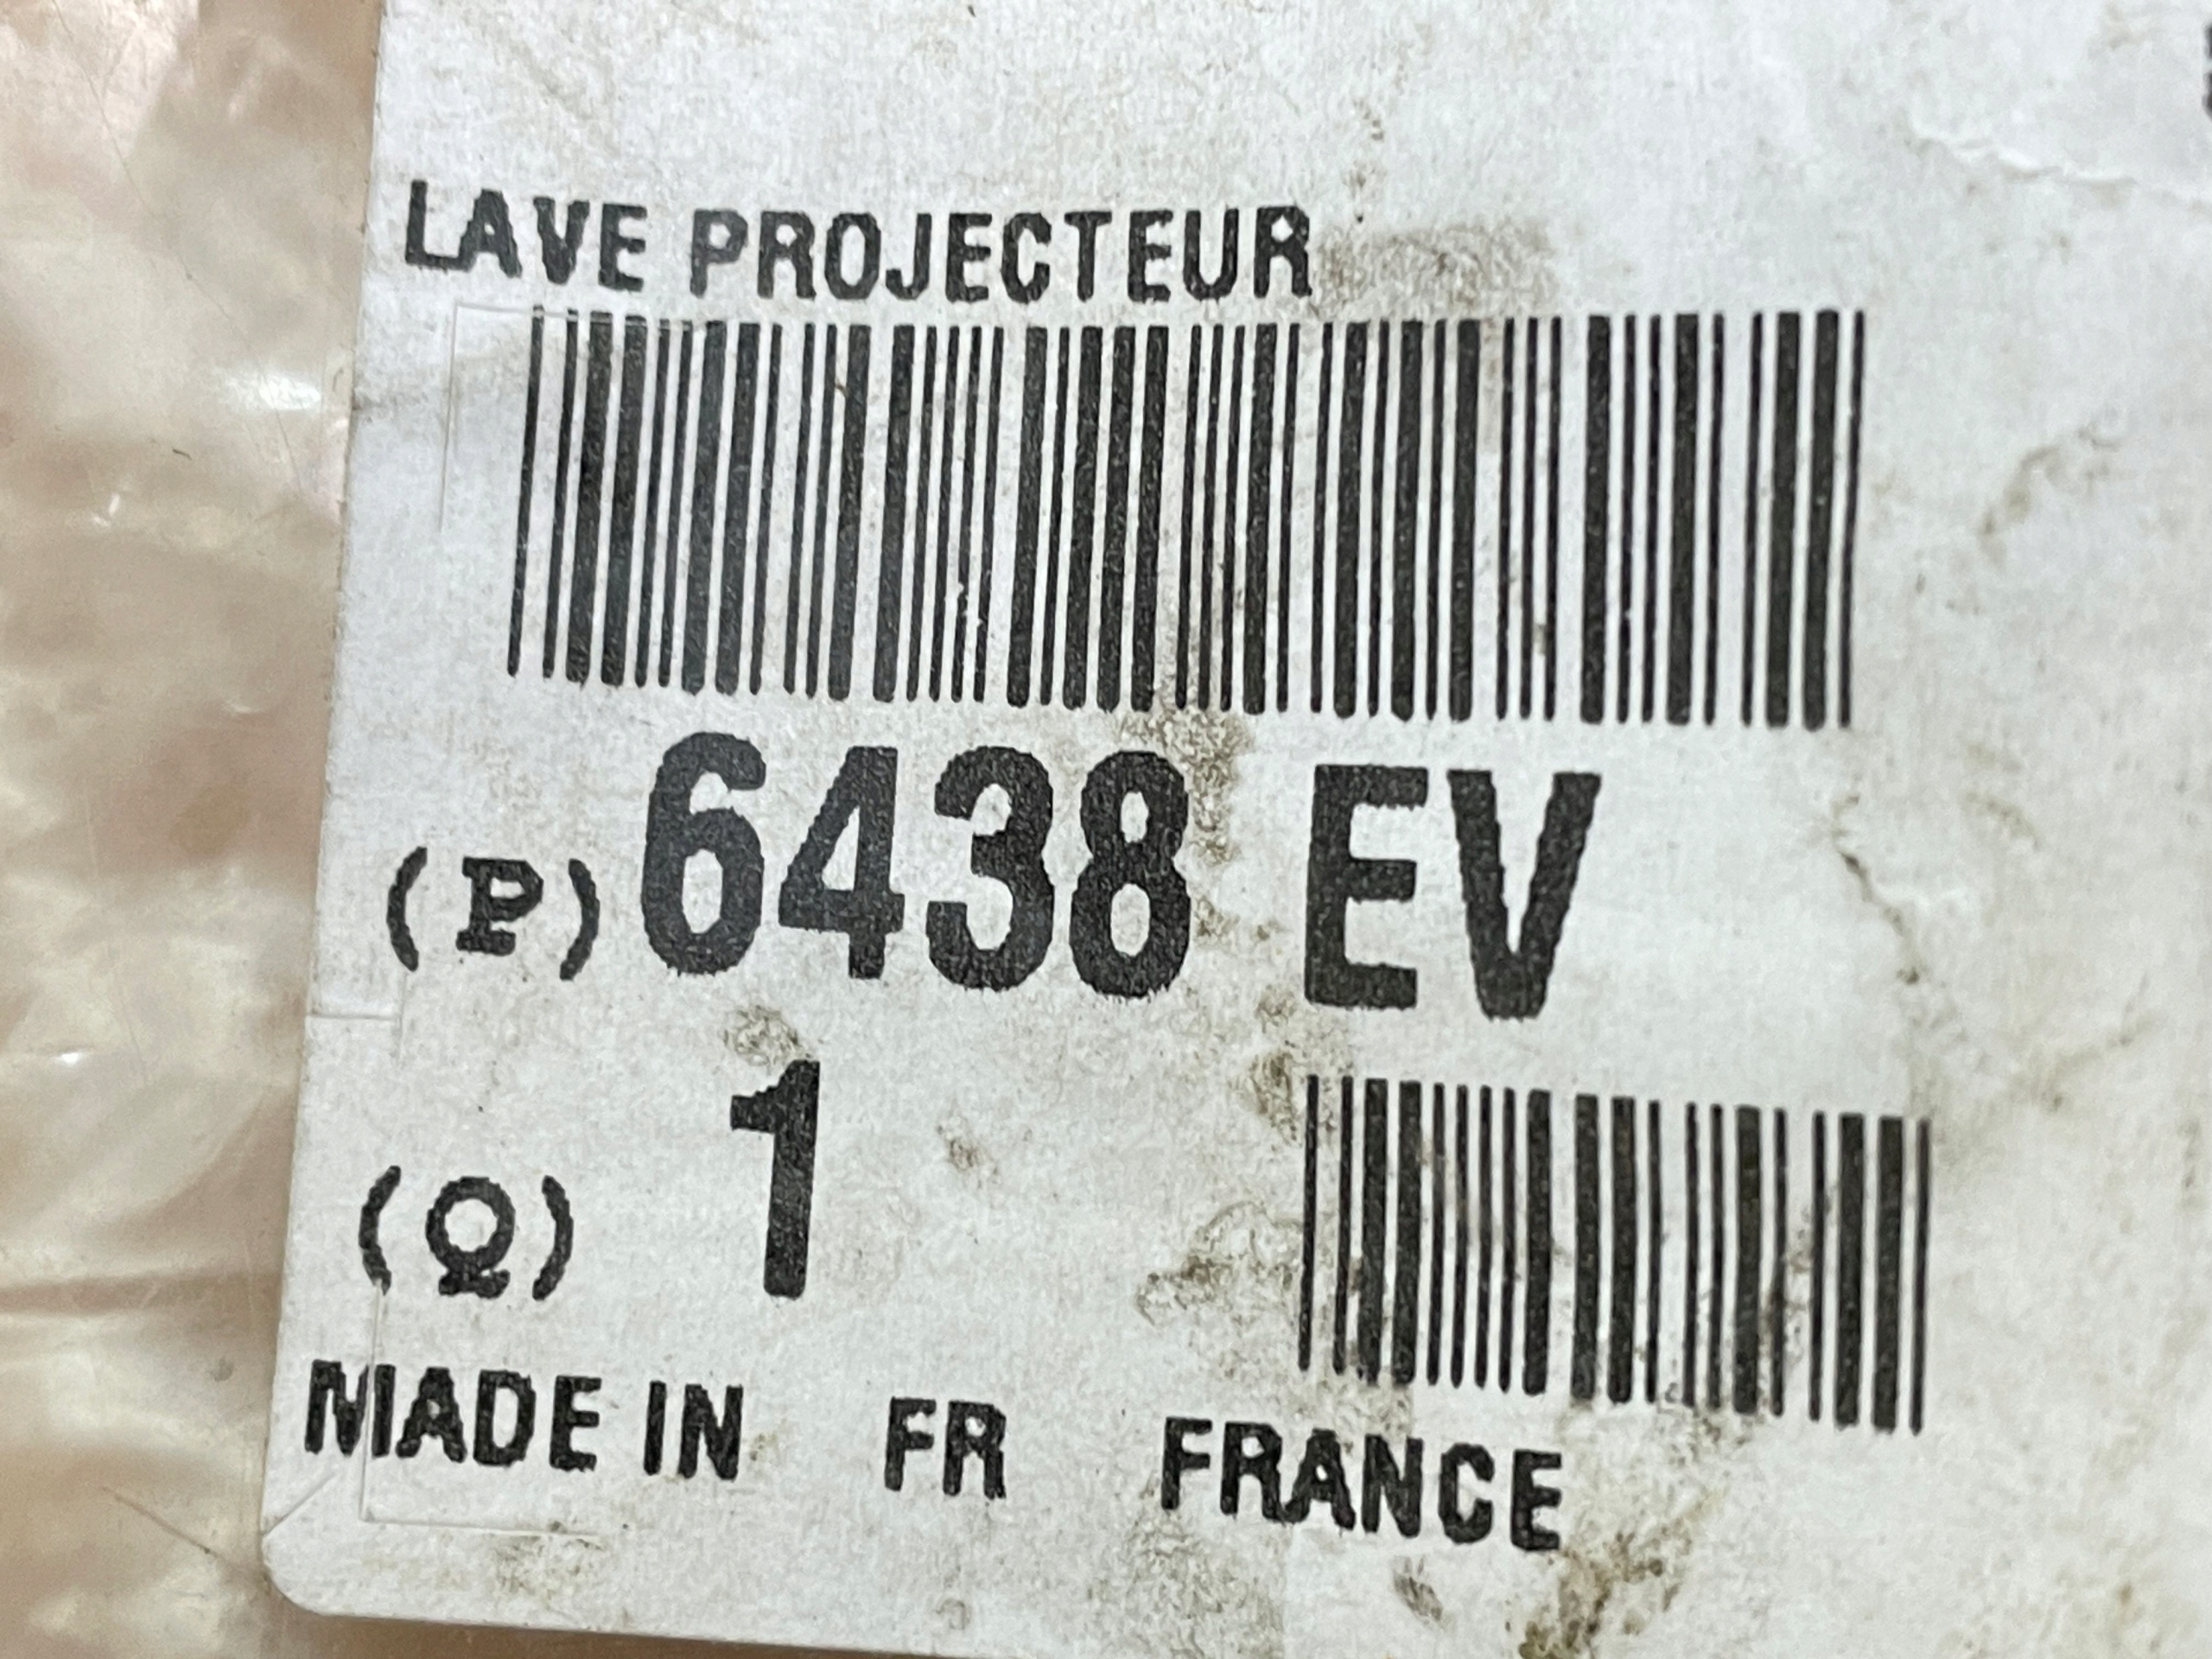 LAVE PROJECTEUR
(P) 6438 EV
(Q) 1
MADE IN FR FRANCE